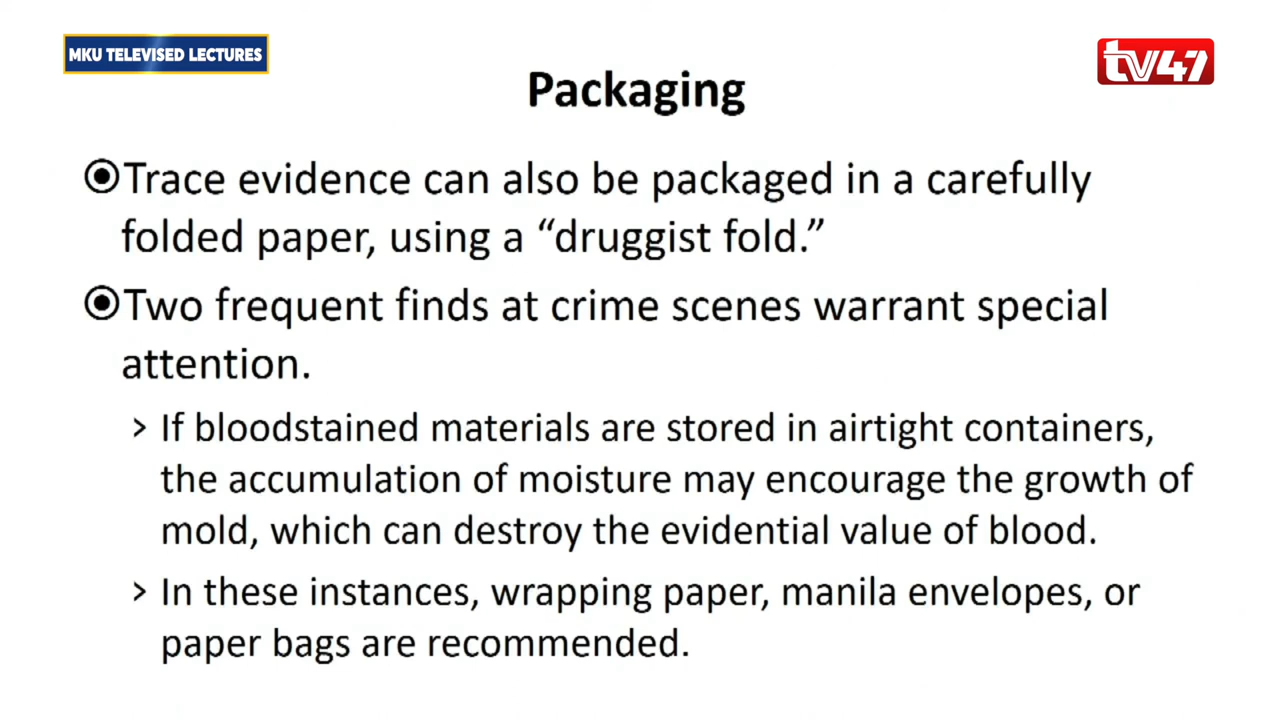 MKU TELEVISED LECTURES
tv47
Packaging
Trace evidence can also be packaged in a carefully
folded paper, using a “druggist fold.”
Two frequent finds at crime scenes warrant special
attention.
› If bloodstained materials are stored in airtight containers,
the accumulation of moisture may encourage the growth of
mold, which can destroy the evidential value of blood.
› In these instances, wrapping paper, manila envelopes, or
paper bags are recommended.